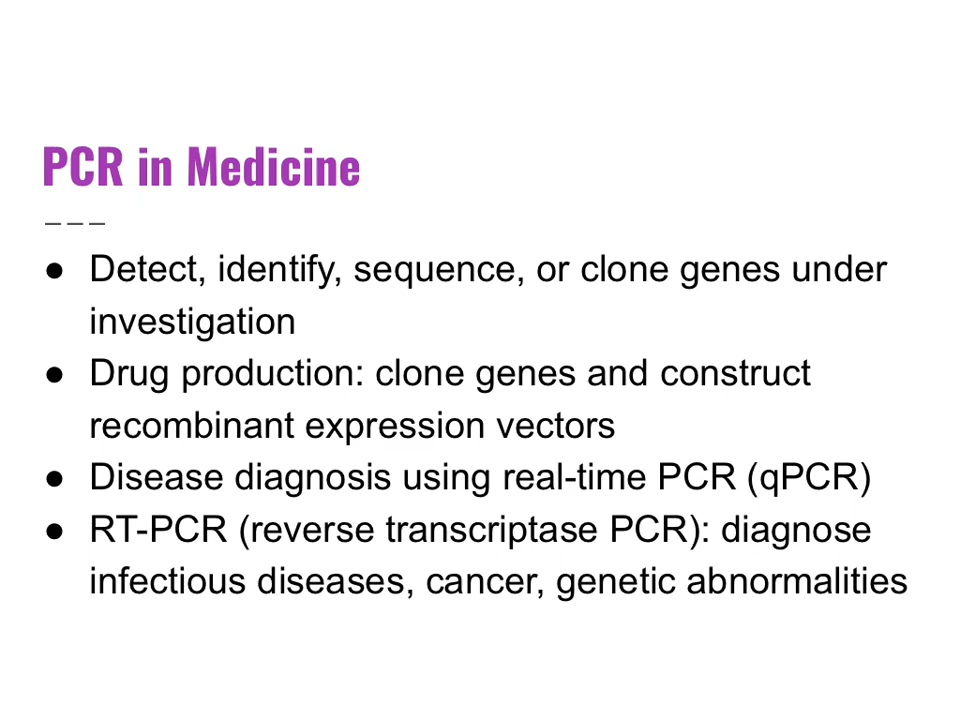 PCR in Medicine
● Detect, identify, sequence, or clone genes under
investigation
● Drug production: clone genes and construct
recombinant expression vectors
● Disease diagnosis using real-time PCR (qPCR)
● RT-PCR (reverse transcriptase PCR): diagnose
infectious diseases, cancer, genetic abnormalities